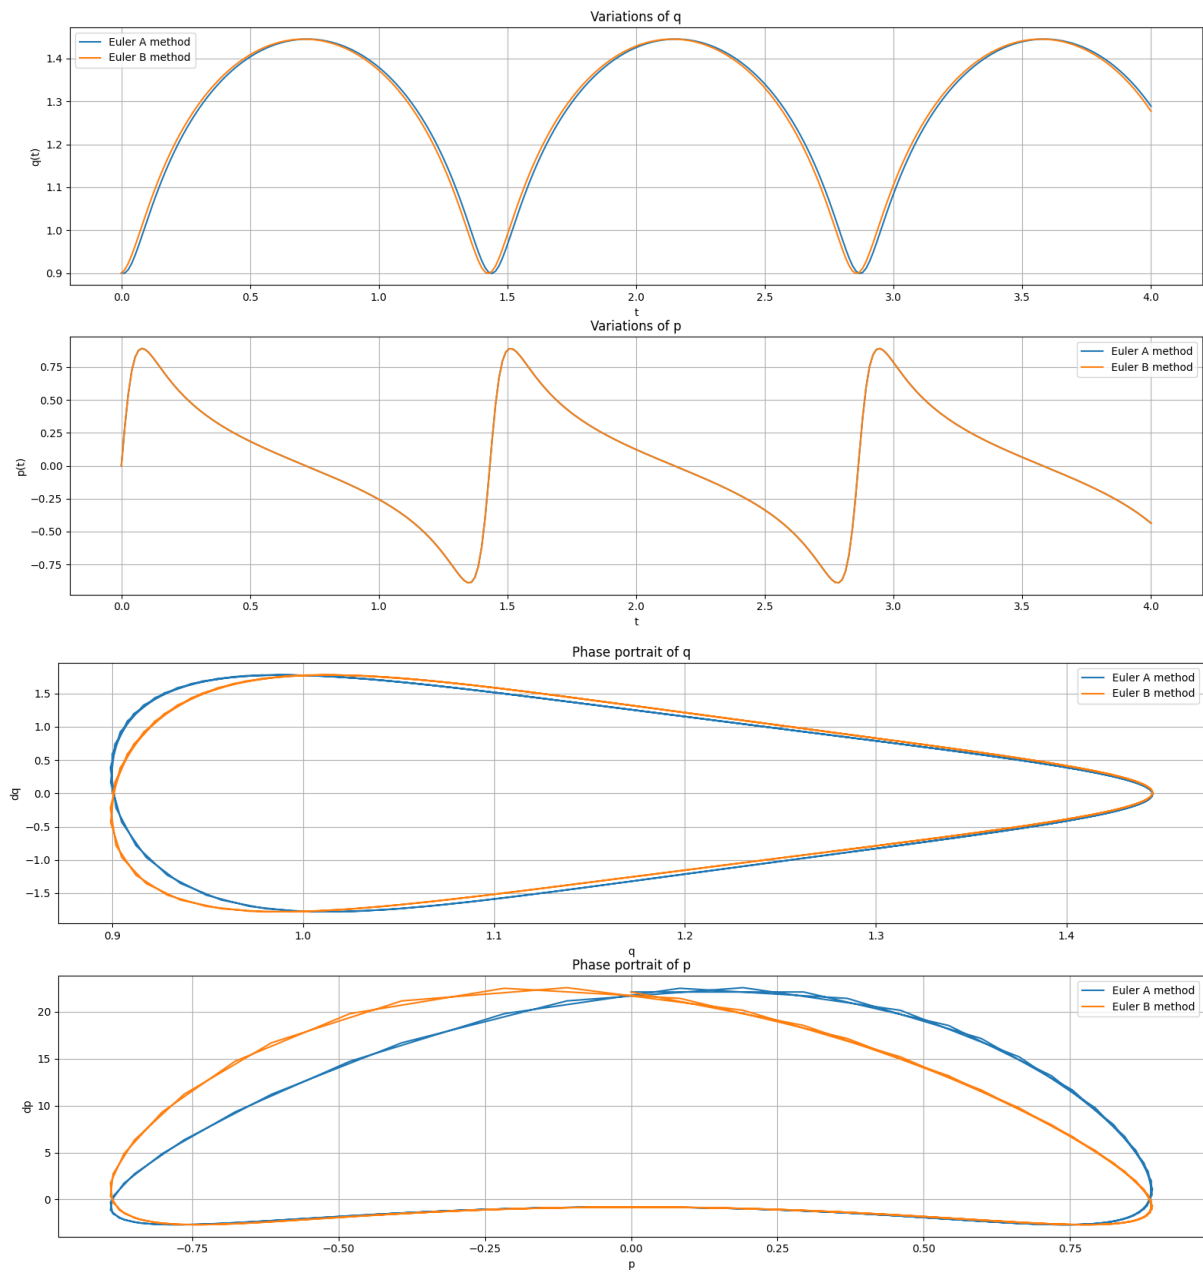 Variations of q
Euler A method
Euler B method
q(t)
1.4
1.3
1.2
1.1
1.0
0.9
0.0 0.5 1.0 1.5 2.0 2.5 3.0 3.5 4.0
t
Variations of p
Euler A method
Euler B method
p(t)
0.75
0.50
0.25
0.00
−0.25
−0.50
−0.75
0.0 0.5 1.0 1.5 2.0 2.5 3.0 3.5 4.0
t
Phase portrait of q
Euler A method
Euler B method
dq
1.5
1.0
0.5
0.0
−0.5
−1.0
−1.5
0.9 1.0 1.1 1.2 1.3 1.4
q
Phase portrait of p
Euler A method
Euler B method
dp
20
15
10
5
0
−0.75 −0.50 −0.25 0.00 0.25 0.50 0.75
p